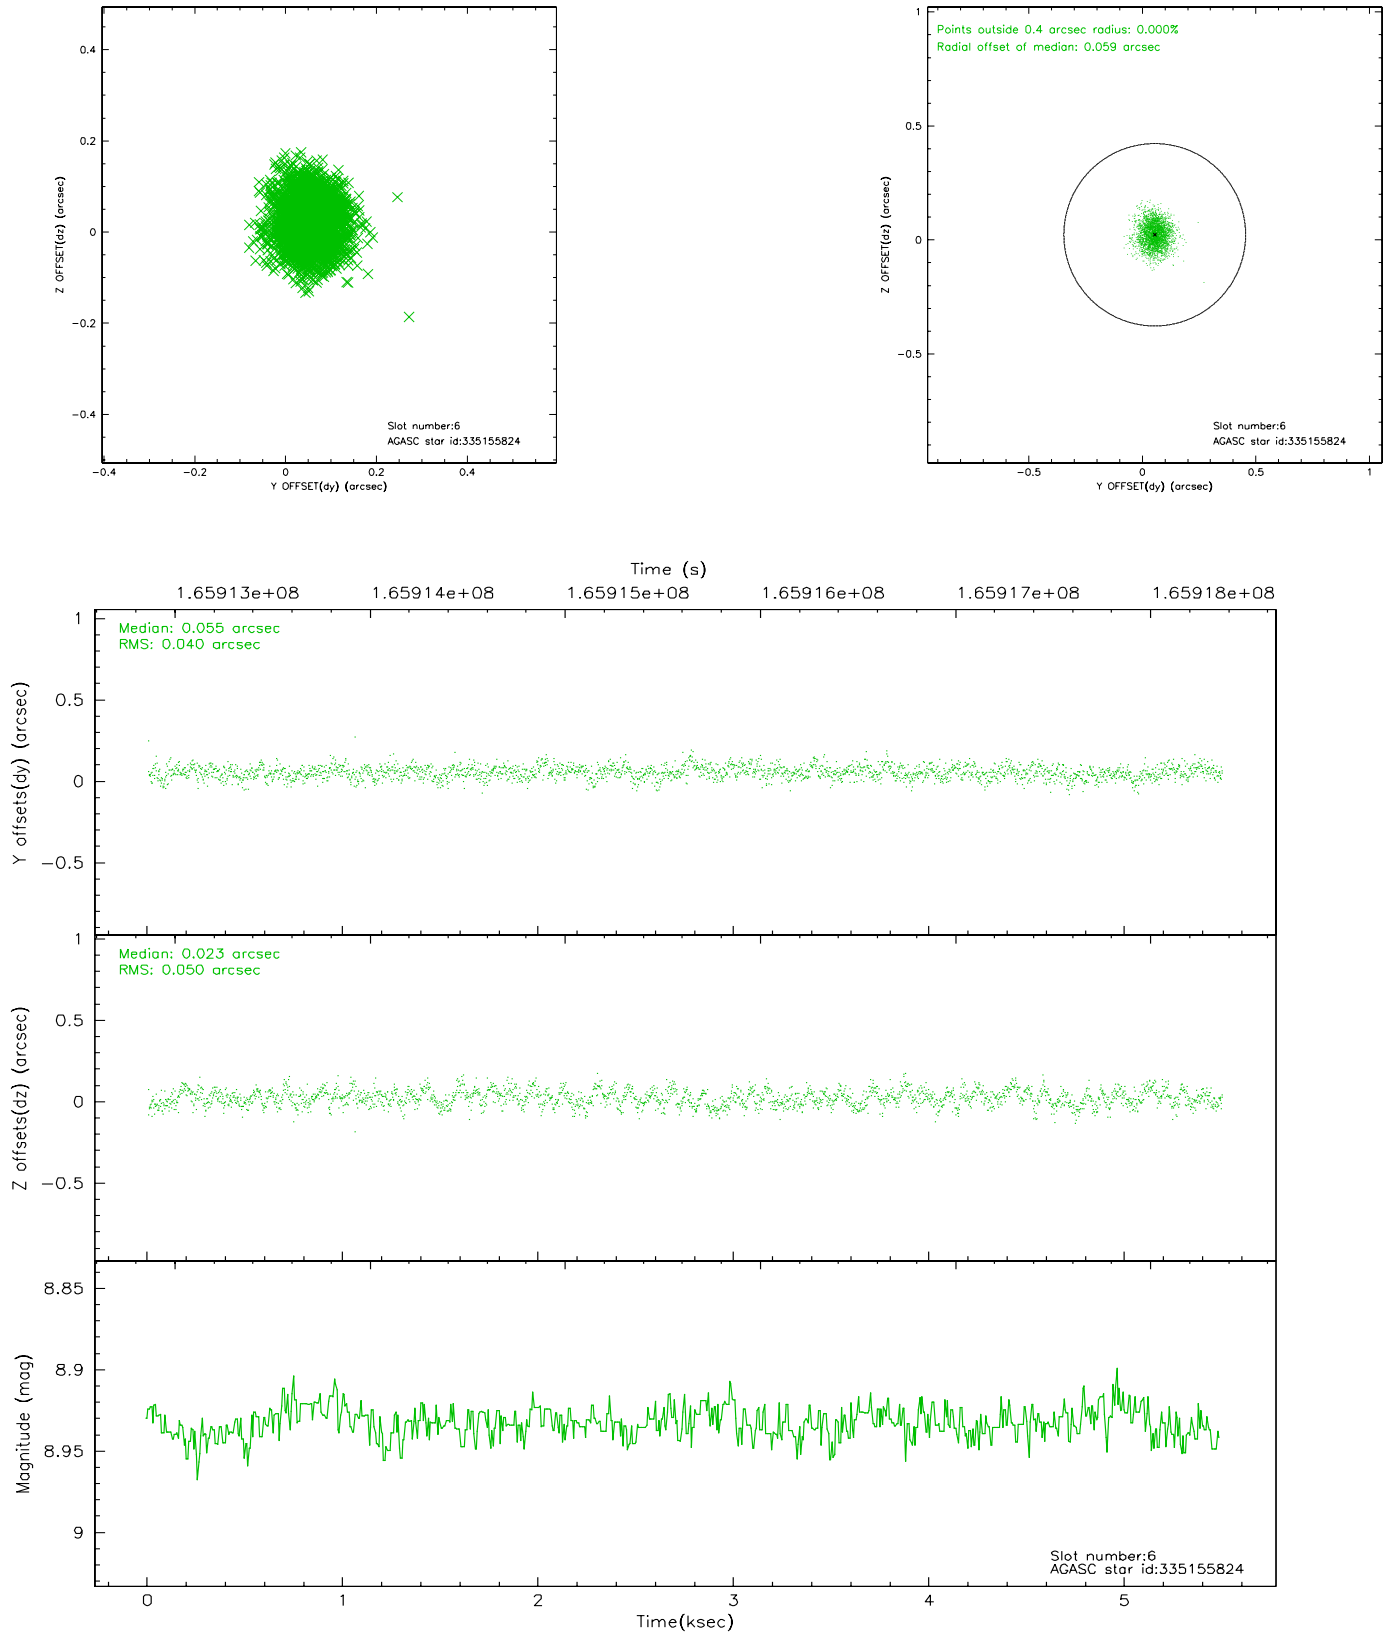 0.4
0.2
0
-0.2
-0.4
Z OFFSET(dz) (arcsec)
Slot number:6
AGASC star id:335155824
-0.4 -0.2 0 0.2 0.4
Y OFFSET(dy) (arcsec)
Points outside 0.4 arcsec radius: 0.000%
Radial offset of median: 0.059 arcsec
1
0.5
0
-0.5
Z OFFSET(dz) (arcsec)
Slot number:6
AGASC star id:335155824
-0.5 0 0.5 1
Y OFFSET(dy) (arcsec)
Time (s)
1.65913e+08 1.65914e+08 1.65915e+08 1.65916e+08 1.65917e+08 1.65918e+08
Median: 0.055 arcsec
RMS: 0.040 arcsec
1
0.5
0
-0.5
Y offsets(dy) (arcsec)
Median: 0.023 arcsec
RMS: 0.050 arcsec
1
0.5
0
-0.5
Z offsets(dz) (arcsec)
8.85
8.9
8.95
9
Magnitude (mag)
Slot number:6
AGASC star id:335155824
0 1 2 3 4 5
Time(ksec)